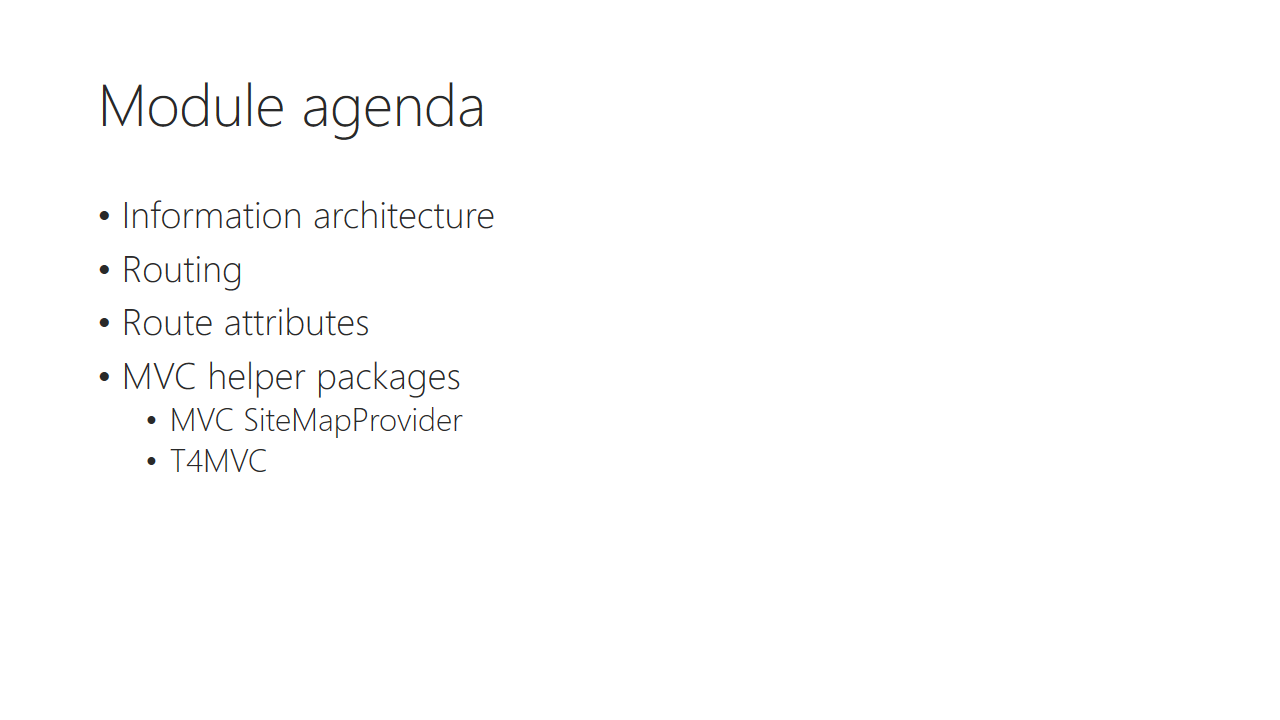 Module agenda
• Information architecture
• Routing
• Route attributes
• MVC helper packages
• MVC SiteMapProvider
• T4MVC